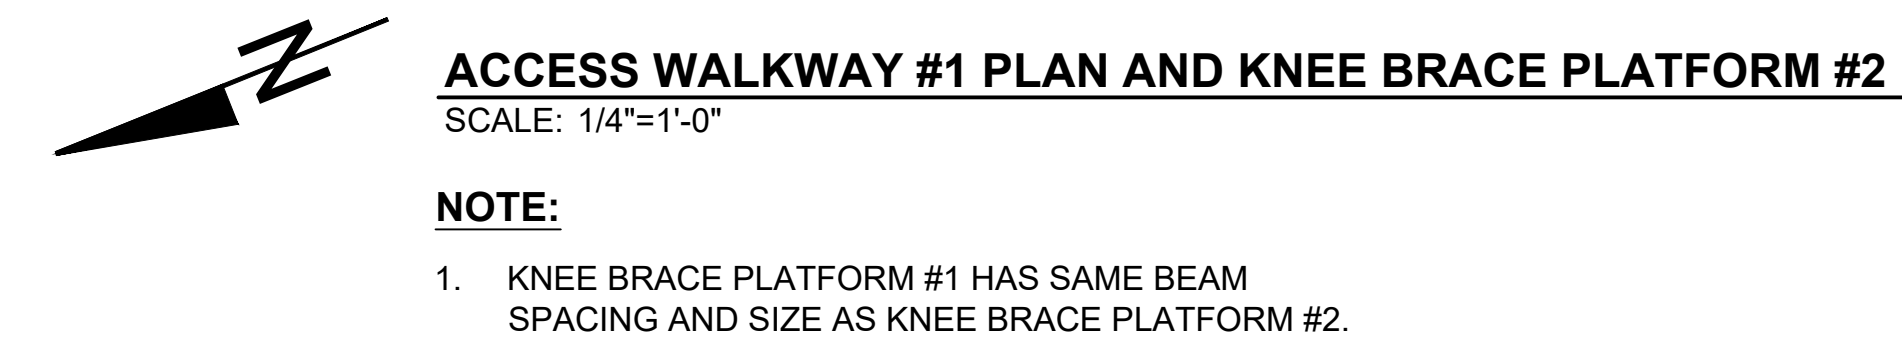 N
ACCESS WALKWAY #1 PLAN AND KNEE BRACE PLATFORM #2
SCALE: 1/4"=1'-0"
NOTE:
1. KNEE BRACE PLATFORM #1 HAS SAME BEAM
SPACING AND SIZE AS KNEE BRACE PLATFORM #2.